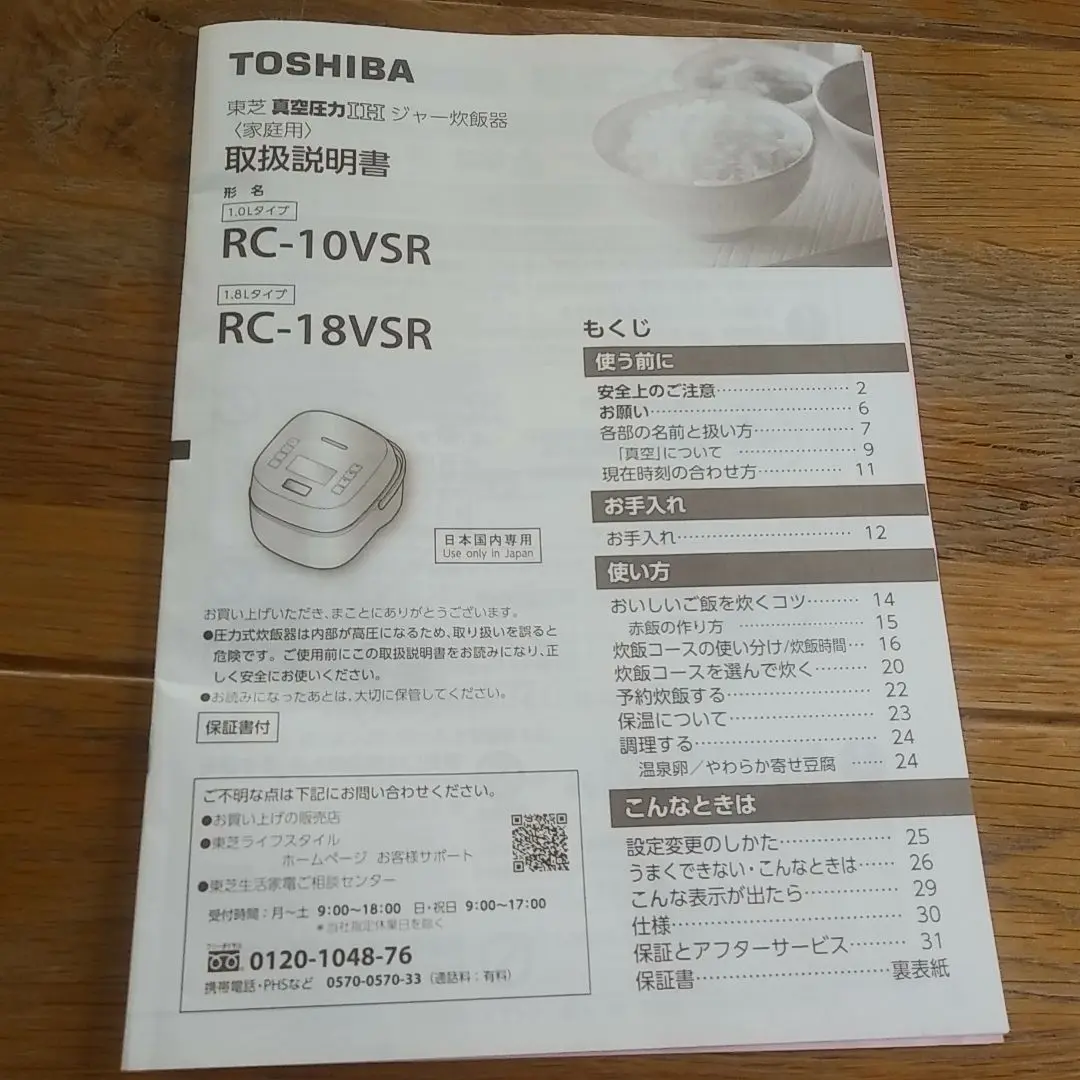 TOSHIBA
東芝 真空圧力IH ジャー炊飯器
〈家庭用〉
取扱説明書
形 名
1.0Lタイプ
RC-10VSR
1.8Lタイプ
RC-18VSR
日本国内専用
Use only in Japan
お買い上げいただき、まことにありがとうございます。
●圧力式炊飯器は内部が高圧になるため、取り扱いを誤ると
危険です。ご使用前にこの取扱説明書をお読みになり、正
しく安全にお使いください。
●お読みになったあとは、大切に保管してください。
保証書付
ご不明な点は下記にお問い合わせください。
●お買い上げの販売店
●東芝ライフスタイル
ホームページ お客様サポート
●東芝生活家電ご相談センター
受付時間：月～土 9:00～18:00 日・祝日 9:00～17:00
＊当社指定休業日を除く
フリーダイヤル
0120-1048-76
携帯電話・PHSなど 0570-0570-33（通話料：有料）
もくじ
使う前に
安全上のご注意 2
お願い 6
各部の名前と扱い方 7
「真空」について 9
現在時刻の合わせ方 11
お手入れ
お手入れ 12
使い方
おいしいご飯を炊くコツ 14
赤飯の作り方 15
炊飯コースの使い分け/炊飯時間 16
炊飯コースを選んで炊く 20
予約炊飯する 22
保温について 23
調理する 24
温泉卵／やわらか寄せ豆腐 24
こんなときは
設定変更のしかた 25
うまくできない・こんなときは 26
こんな表示が出たら 29
仕様 30
保証とアフターサービス 31
保証書 裏表紙